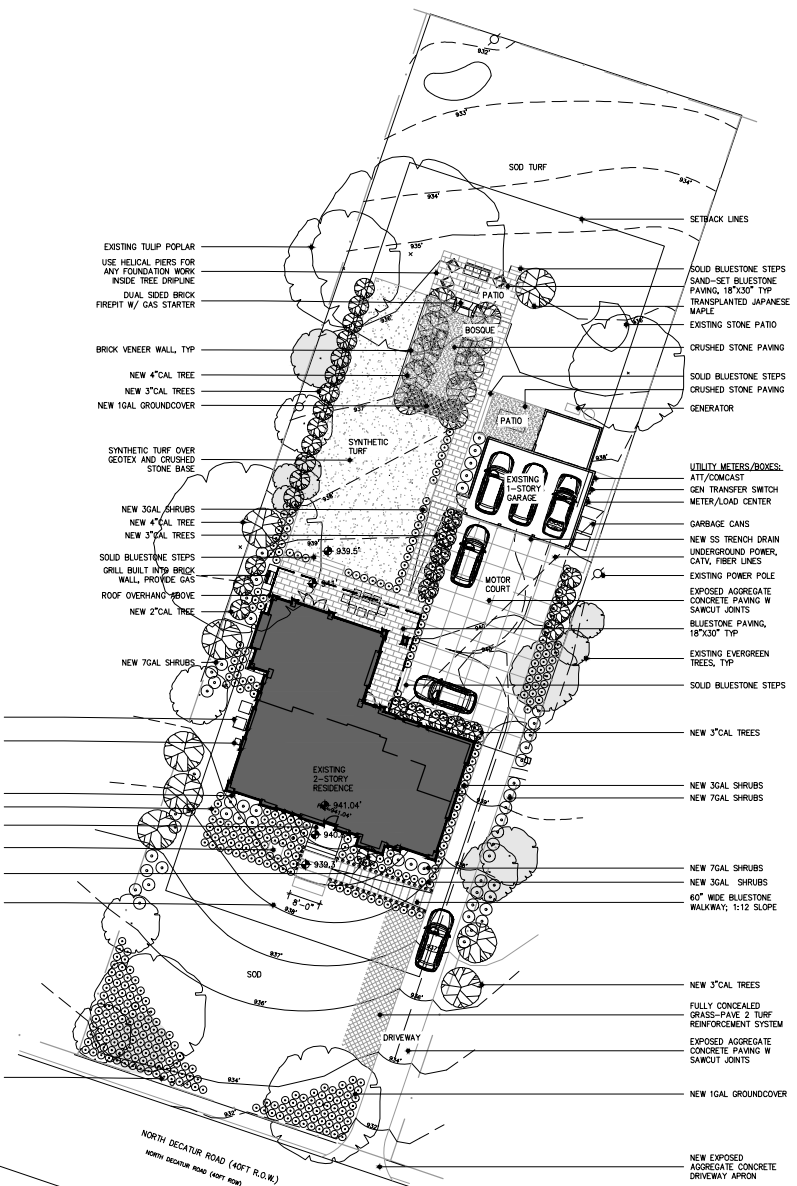 932'
933'
SOD TURF
934'
934'
SETBACK LINES
935'
EXISTING TULIP POPLAR
USE HELICAL PIERS FOR
ANY FOUNDATION WORK
INSIDE TREE DRIPLINE
DUAL SIDED BRICK
FIREPIT W/ GAS STARTER
BRICK VENEER WALL, TYP
NEW 4"CAL TREE
NEW 3"CAL TREES
NEW 1GAL GROUNDCOVER
SYNTHETIC TURF OVER
GEOTEX AND CRUSHED
STONE BASE
NEW 3GAL SHRUBS
NEW 4"CAL TREE
NEW 3"CAL TREES
SOLID BLUESTONE STEPS
GRILL BUILT INTO BRICK
WALL, PROVIDE GAS
ROOF OVERHANG ABOVE
NEW 2"CAL TREE
NEW 7GAL SHRUBS
PATIO
936'
BOSQUE
937'
SYNTHETIC
TURF
PATIO
938'
938'
EXISTING
1-STORY
GARAGE
939'
939.5'
MOTOR
COURT
940'
EXISTING
2-STORY
RESIDENCE
941.04'
939'
940.
939.3'
8'-0"
938'
938'
937'
SOD
936'
936'
DRIVEWAY
934'
934'
932'
932'
SOLID BLUESTONE STEPS
SAND-SET BLUESTONE
PAVING, 18"X30" TYP
TRANSPLANTED JAPANESE
MAPLE
EXISTING STONE PATIO
CRUSHED STONE PAVING
SOLID BLUESTONE STEPS
CRUSHED STONE PAVING
GENERATOR
UTILITY METERS/BOXES:
ATT/COMCAST
GEN TRANSFER SWITCH
METER/LOAD CENTER
GARBAGE CANS
NEW SS TRENCH DRAIN
UNDERGROUND POWER,
CATV, FIBER LINES
EXISTING POWER POLE
EXPOSED AGGREGATE
CONCRETE PAVING W
SAWCUT JOINTS
BLUESTONE PAVING,
18"X30" TYP
EXISTING EVERGREEN
TREES, TYP
SOLID BLUESTONE STEPS
NEW 3"CAL TREES
NEW 3GAL SHRUBS
NEW 7GAL SHRUBS
NEW 7GAL SHRUBS
NEW 3GAL SHRUBS
60" WIDE BLUESTONE
WALKWAY; 1:12 SLOPE
NEW 3"CAL TREES
FULLY CONCEALED
GRASS-PAVE 2 TURF
REINFORCEMENT SYSTEM
EXPOSED AGGREGATE
CONCRETE PAVING W
SAWCUT JOINTS
NEW 1GAL GROUNDCOVER
NEW EXPOSED
AGGREGATE CONCRETE
DRIVEWAY APRON
NORTH DECATUR ROAD (40FT R.O.W.)
NORTH DECATUR ROAD (40FT ROW)